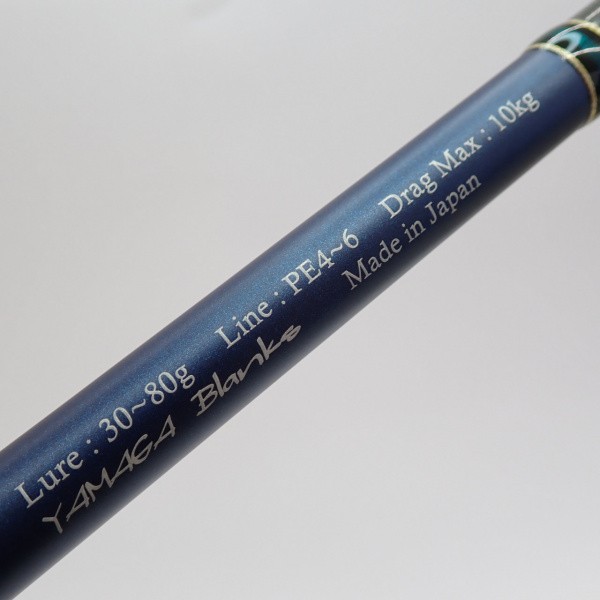 Lure : 30~80g Line : PE4~6 Drag Max : 10kg
YAMAGA Blanks Made in Japan